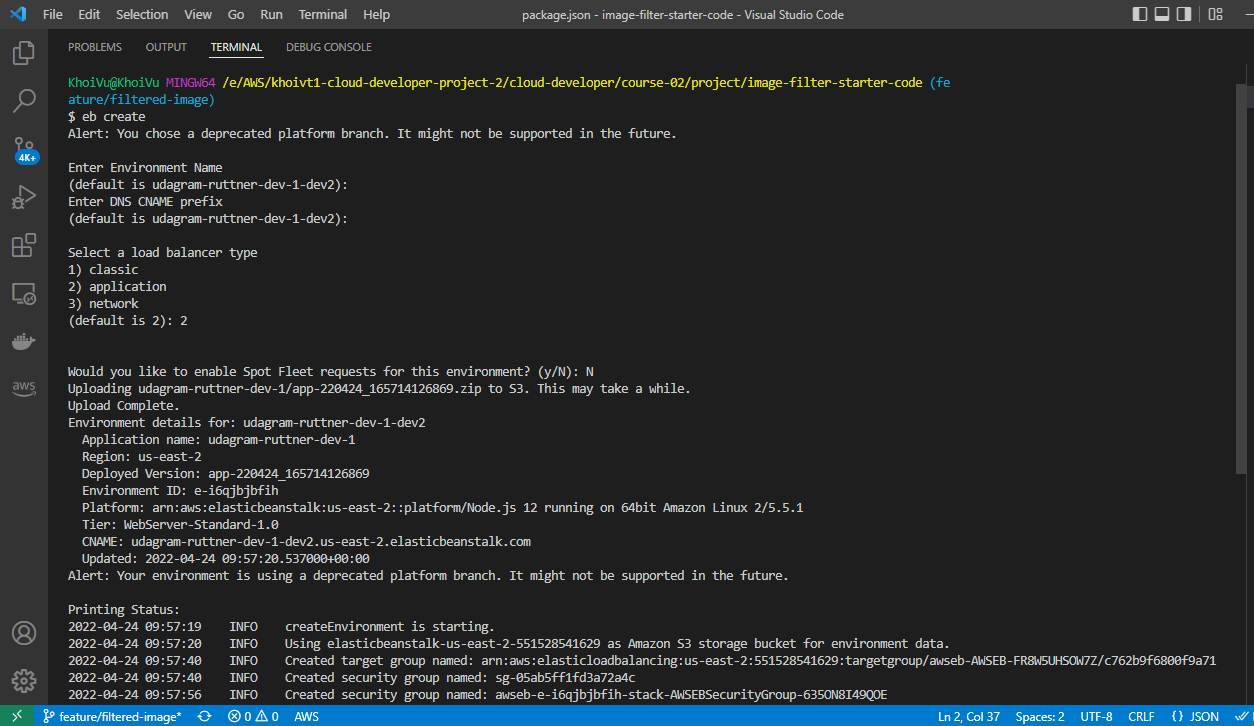 File Edit Selection View Go Run Terminal Help package.json - image-filter-starter-code - Visual Studio Code
PROBLEMS OUTPUT TERMINAL DEBUG CONSOLE
KhoiVu@KhoiVu MINGW64 /e/AWS/khoivt1-cloud-developer-project-2/cloud-developer/course-02/project/image-filter-starter-code (fe
ature/filtered-image)
$ eb create
Alert: You chose a deprecated platform branch. It might not be supported in the future.
Enter Environment Name
(default is udagram-ruttner-dev-1-dev2):
Enter DNS CNAME prefix
(default is udagram-ruttner-dev-1-dev2):
Select a load balancer type
1) classic
2) application
3) network
(default is 2): 2
Would you like to enable Spot Fleet requests for this environment? (y/N): N
Uploading udagram-ruttner-dev-1/app-220424_165714126869.zip to S3. This may take a while.
Upload Complete.
Environment details for: udagram-ruttner-dev-1-dev2
Application name: udagram-ruttner-dev-1
Region: us-east-2
Deployed Version: app-220424_165714126869
Environment ID: e-i6qjbjbfih
Platform: arn:aws:elasticbeanstalk:us-east-2::platform/Node.js 12 running on 64bit Amazon Linux 2/5.5.1
Tier: WebServer-Standard-1.0
CNAME: udagram-ruttner-dev-1-dev2.us-east-2.elasticbeanstalk.com
Updated: 2022-04-24 09:57:20.537000+00:00
Alert: Your environment is using a deprecated platform branch. It might not be supported in the future.
Printing Status:
2022-04-24 09:57:19 INFO createEnvironment is starting.
2022-04-24 09:57:20 INFO Using elasticbeanstalk-us-east-2-551528541629 as Amazon S3 storage bucket for environment data.
2022-04-24 09:57:40 INFO Created target group named: arn:aws:elasticloadbalancing:us-east-2:551528541629:targetgroup/awseb-AWSEB-FR8W5UHSOW7Z/c762b9f6800f9a71
2022-04-24 09:57:40 INFO Created security group named: sg-05ab5ff1fd3a72a4c
2022-04-24 09:57:56 INFO Created security group named: awseb-e-i6qjbjbfih-stack-AWSEBSecurityGroup-635ON8I49QOE
4K+
aws
feature/filtered-image* 0 0 AWS Ln 2, Col 37 Spaces: 2 UTF-8 CRLF {} JSON